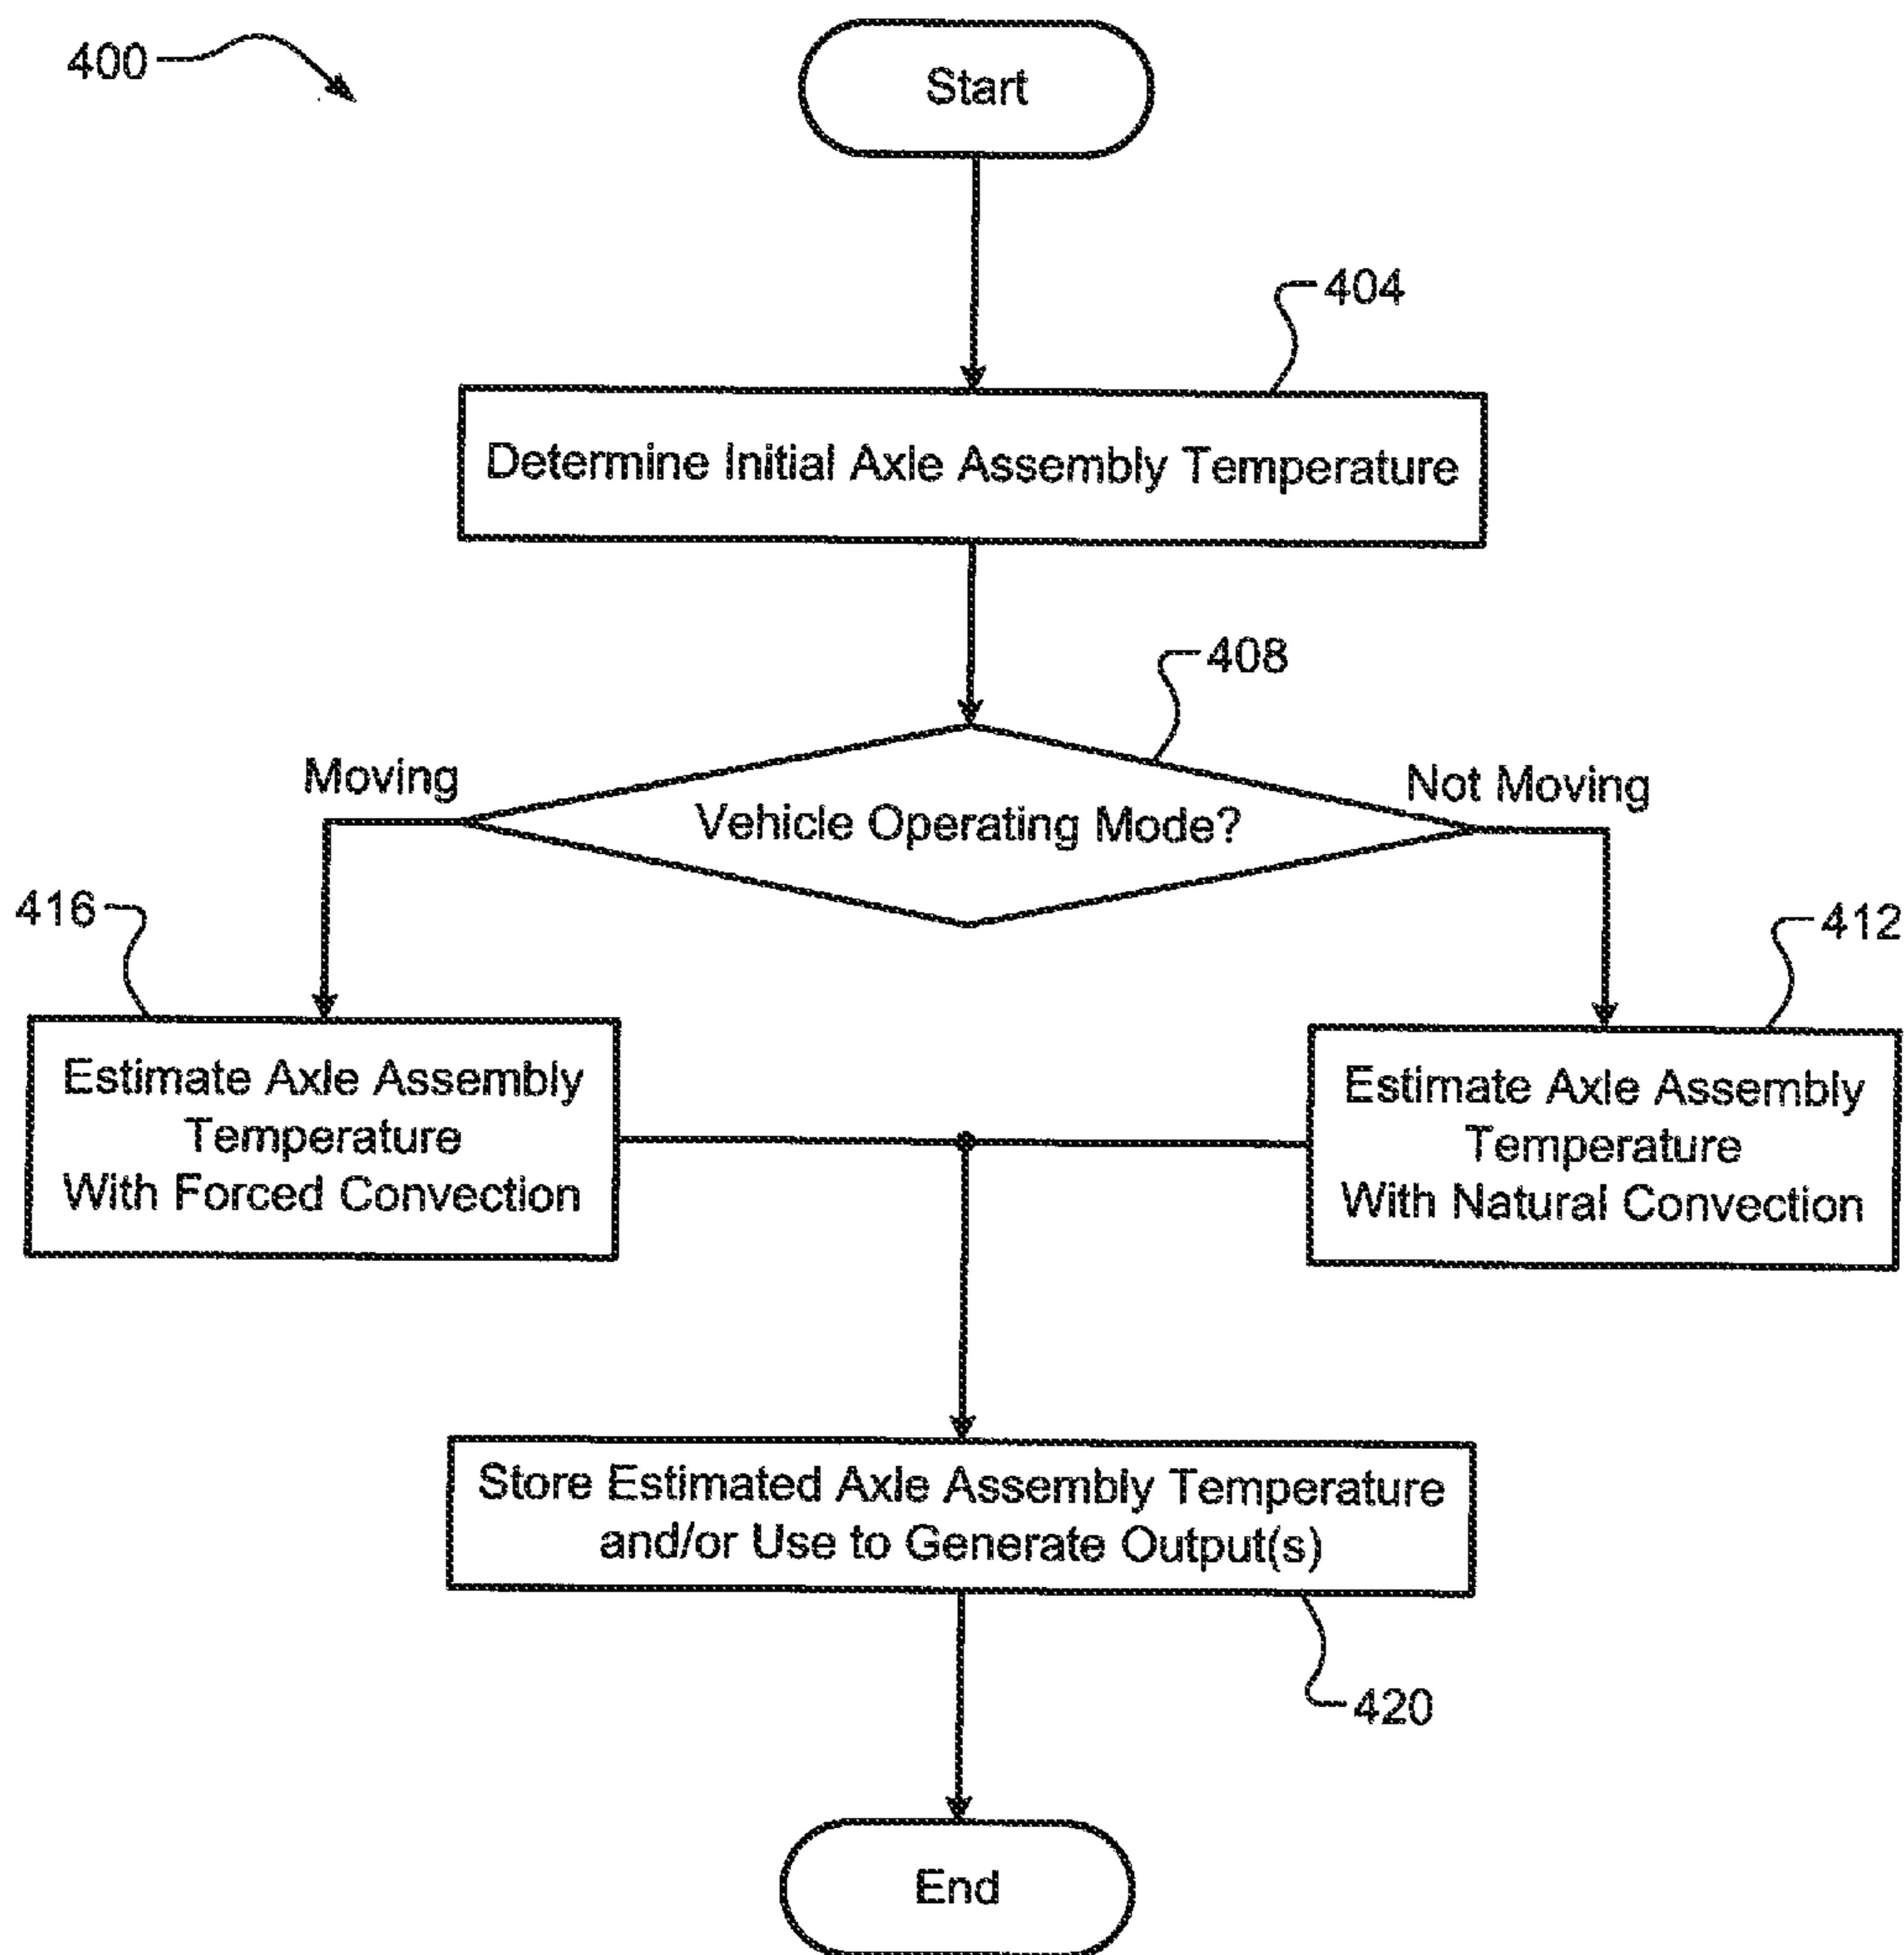 400
Start
404
Determine Initial Axle Assembly Temperature
408
Moving
Not Moving
Vehicle Operating Mode?
416
412
Estimate Axle Assembly
Temperature
With Forced Convection
Estimate Axle Assembly
Temperature
With Natural Convection
Store Estimated Axle Assembly Temperature
and/or Use to Generate Output(s)
420
End